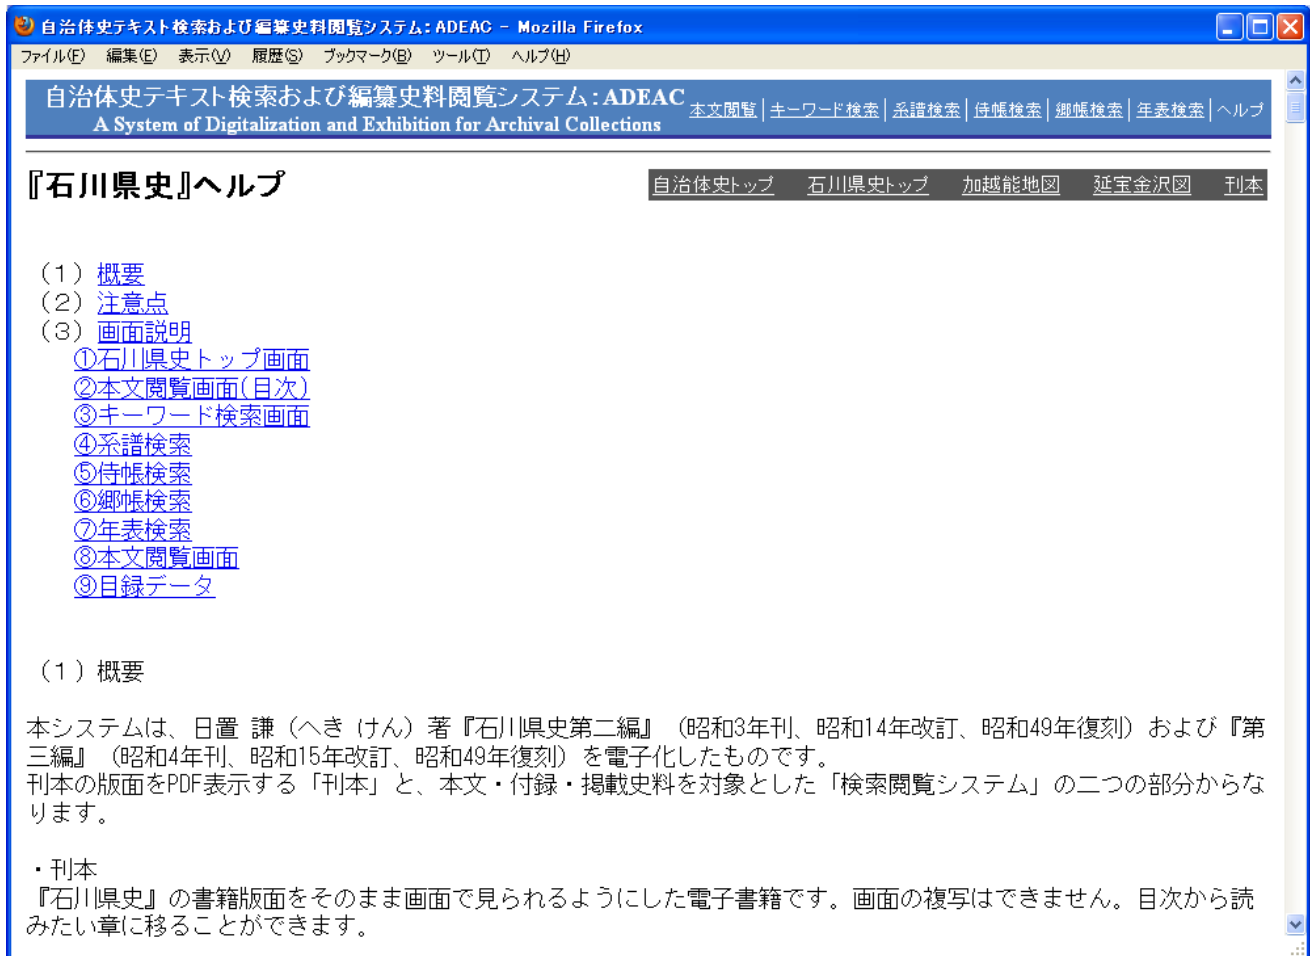 自治体史テキスト検索および編纂史料閲覧システム：ADEAC - Mozilla Firefox
ファイル(F) 編集(E) 表示(V) 履歴(S) ブックマーク(B) ツール(T) ヘルプ(H)
自治体史テキスト検索および編纂史料閲覧システム：ADEAC
A System of Digitalization and Exhibition for Archival Collections
本文閲覧|キーワード検索|系譜検索|侍帳検索|郷帳検索|年表検索|ヘルプ
『石川県史』ヘルプ
自治体史トップ 石川県史トップ 加越能地図 延宝金沢図 刊本
（１）概要
（２）注意点
（３）画面説明
①石川県史トップ画面
②本文閲覧画面(目次)
③キーワード検索画面
④系譜検索
⑤侍帳検索
⑥郷帳検索
⑦年表検索
⑧本文閲覧画面
⑨目録データ
（１）概要
本システムは、日置 謙（へき けん）著『石川県史第二編』（昭和3年刊、昭和14年改訂、昭和49年復刻）および『第
三編』（昭和4年刊、昭和15年改訂、昭和49年復刻）を電子化したものです。
刊本の版面をPDF表示する「刊本」と、本文・付録・掲載史料を対象とした「検索閲覧システム」の二つの部分からな
ります。
・刊本
『石川県史』の書籍版面をそのまま画面で見られるようにした電子書籍です。画面の複写はできません。目次から読
みたい章に移ることができます。